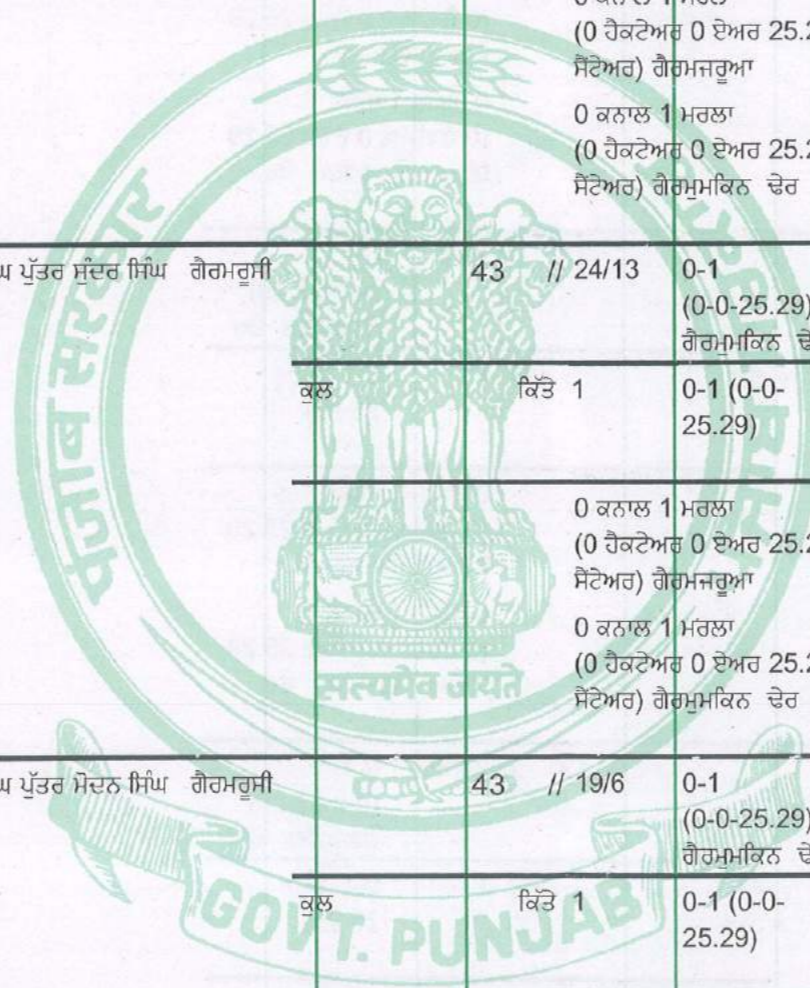 (0 ਹੈਕਟੇਅਰ 0 ਏਅਰ 25.2
ਸੈਂਟੇਅਰ) ਗੈਰਮਜਰੂਆ
0 ਕਨਾਲ 1 ਮਰਲਾ
(0 ਹੈਕਟੇਅਰ 0 ਏਅਰ 25.2
ਸੈਂਟੇਅਰ) ਗੈਰਮੁਮਕਿਨ ਢੇਰ
ਘ ਪੁੱਤਰ ਸੁੰਦਰ ਸਿੰਘ ਗੈਰਮਰੂਸੀ 43 // 24/13 0-1
(0-0-25.29)
ਗੈਰਮੁਮਕਿਨ ਢੇ
ਕੁਲ ਕਿੱਤੇ 1 0-1 (0-0-
25.29)
0 ਕਨਾਲ 1 ਮਰਲਾ
(0 ਹੈਕਟੇਅਰ 0 ਏਅਰ 25.2
ਸੈਂਟੇਅਰ) ਗੈਰਮਜਰੂਆ
0 ਕਨਾਲ 1 ਮਰਲਾ
(0 ਹੈਕਟੇਅਰ 0 ਏਅਰ 25.2
ਸੈਂਟੇਅਰ) ਗੈਰਮੁਮਕਿਨ ਢੇਰ
ਘ ਪੁੱਤਰ ਮੋਦਨ ਸਿੰਘ ਗੈਰਮਰੂਸੀ 43 // 19/6 0-1
(0-0-25.29)
ਗੈਰਮੁਮਕਿਨ ਢੇ
ਕੁਲ ਕਿੱਤੇ 1 0-1 (0-0-
25.29)
पंजाब सरकार
सत्यमेव जयते
GOVT. PUNJAB